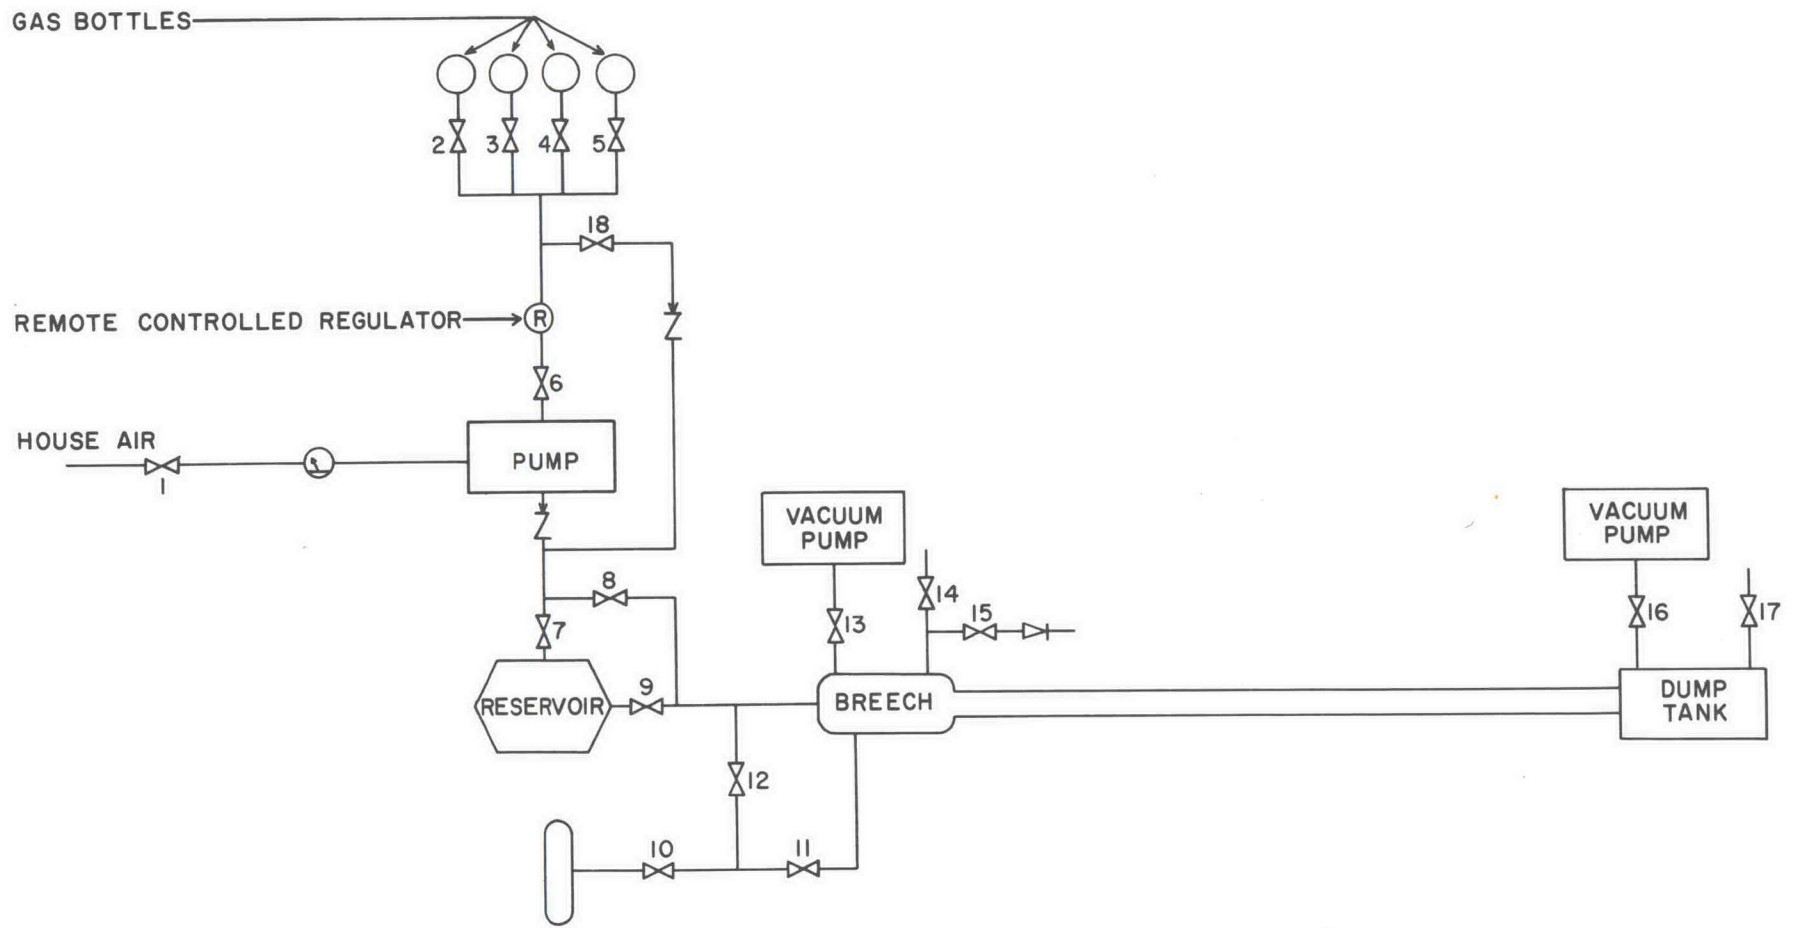 GAS BOTTLES
2
3
4
5
18
REMOTE CONTROLLED REGULATOR
R
6
HOUSE AIR
1
PUMP
VACUUM
PUMP
VACUUM
PUMP
8
14
15
7
13
16
17
9
RESERVOIR
BREECH
DUMP
TANK
12
10
11